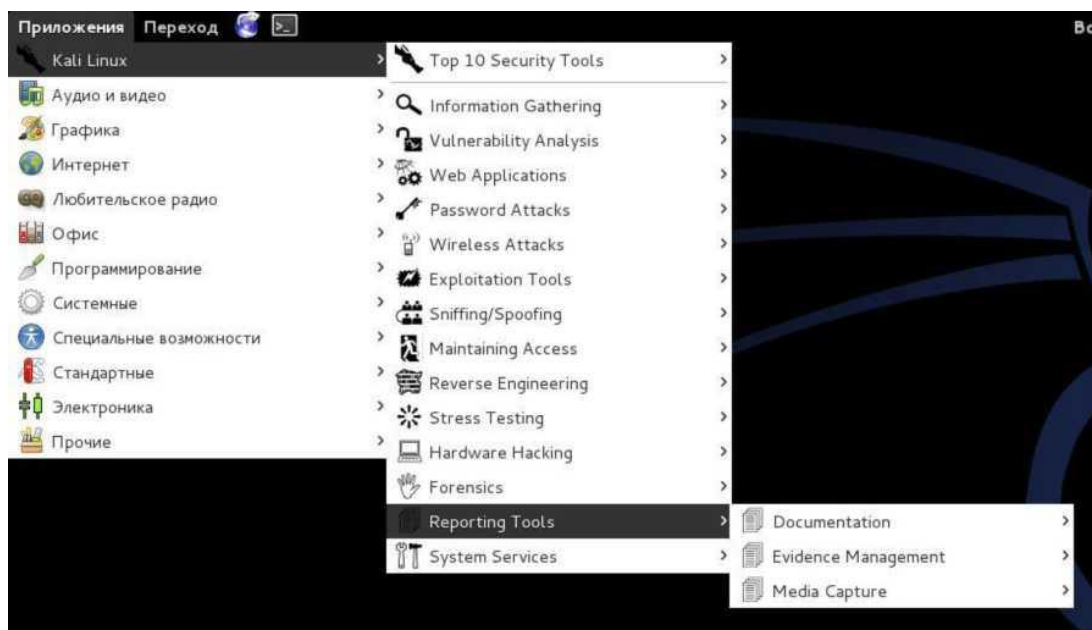 Приложения Переход
Kali Linux
Аудио и видео
Графика
Интернет
Любительское радио
Офис
Программирование
Системные
Специальные возможности
Стандартные
Электроника
Прочие
Top 10 Security Tools
Information Gathering
Vulnerability Analysis
Web Applications
Password Attacks
Wireless Attacks
Exploitation Tools
Sniffing/Spoofing
Maintaining Access
Reverse Engineering
Stress Testing
Hardware Hacking
Forensics
Reporting Tools
System Services
Documentation
Evidence Management
Media Capture